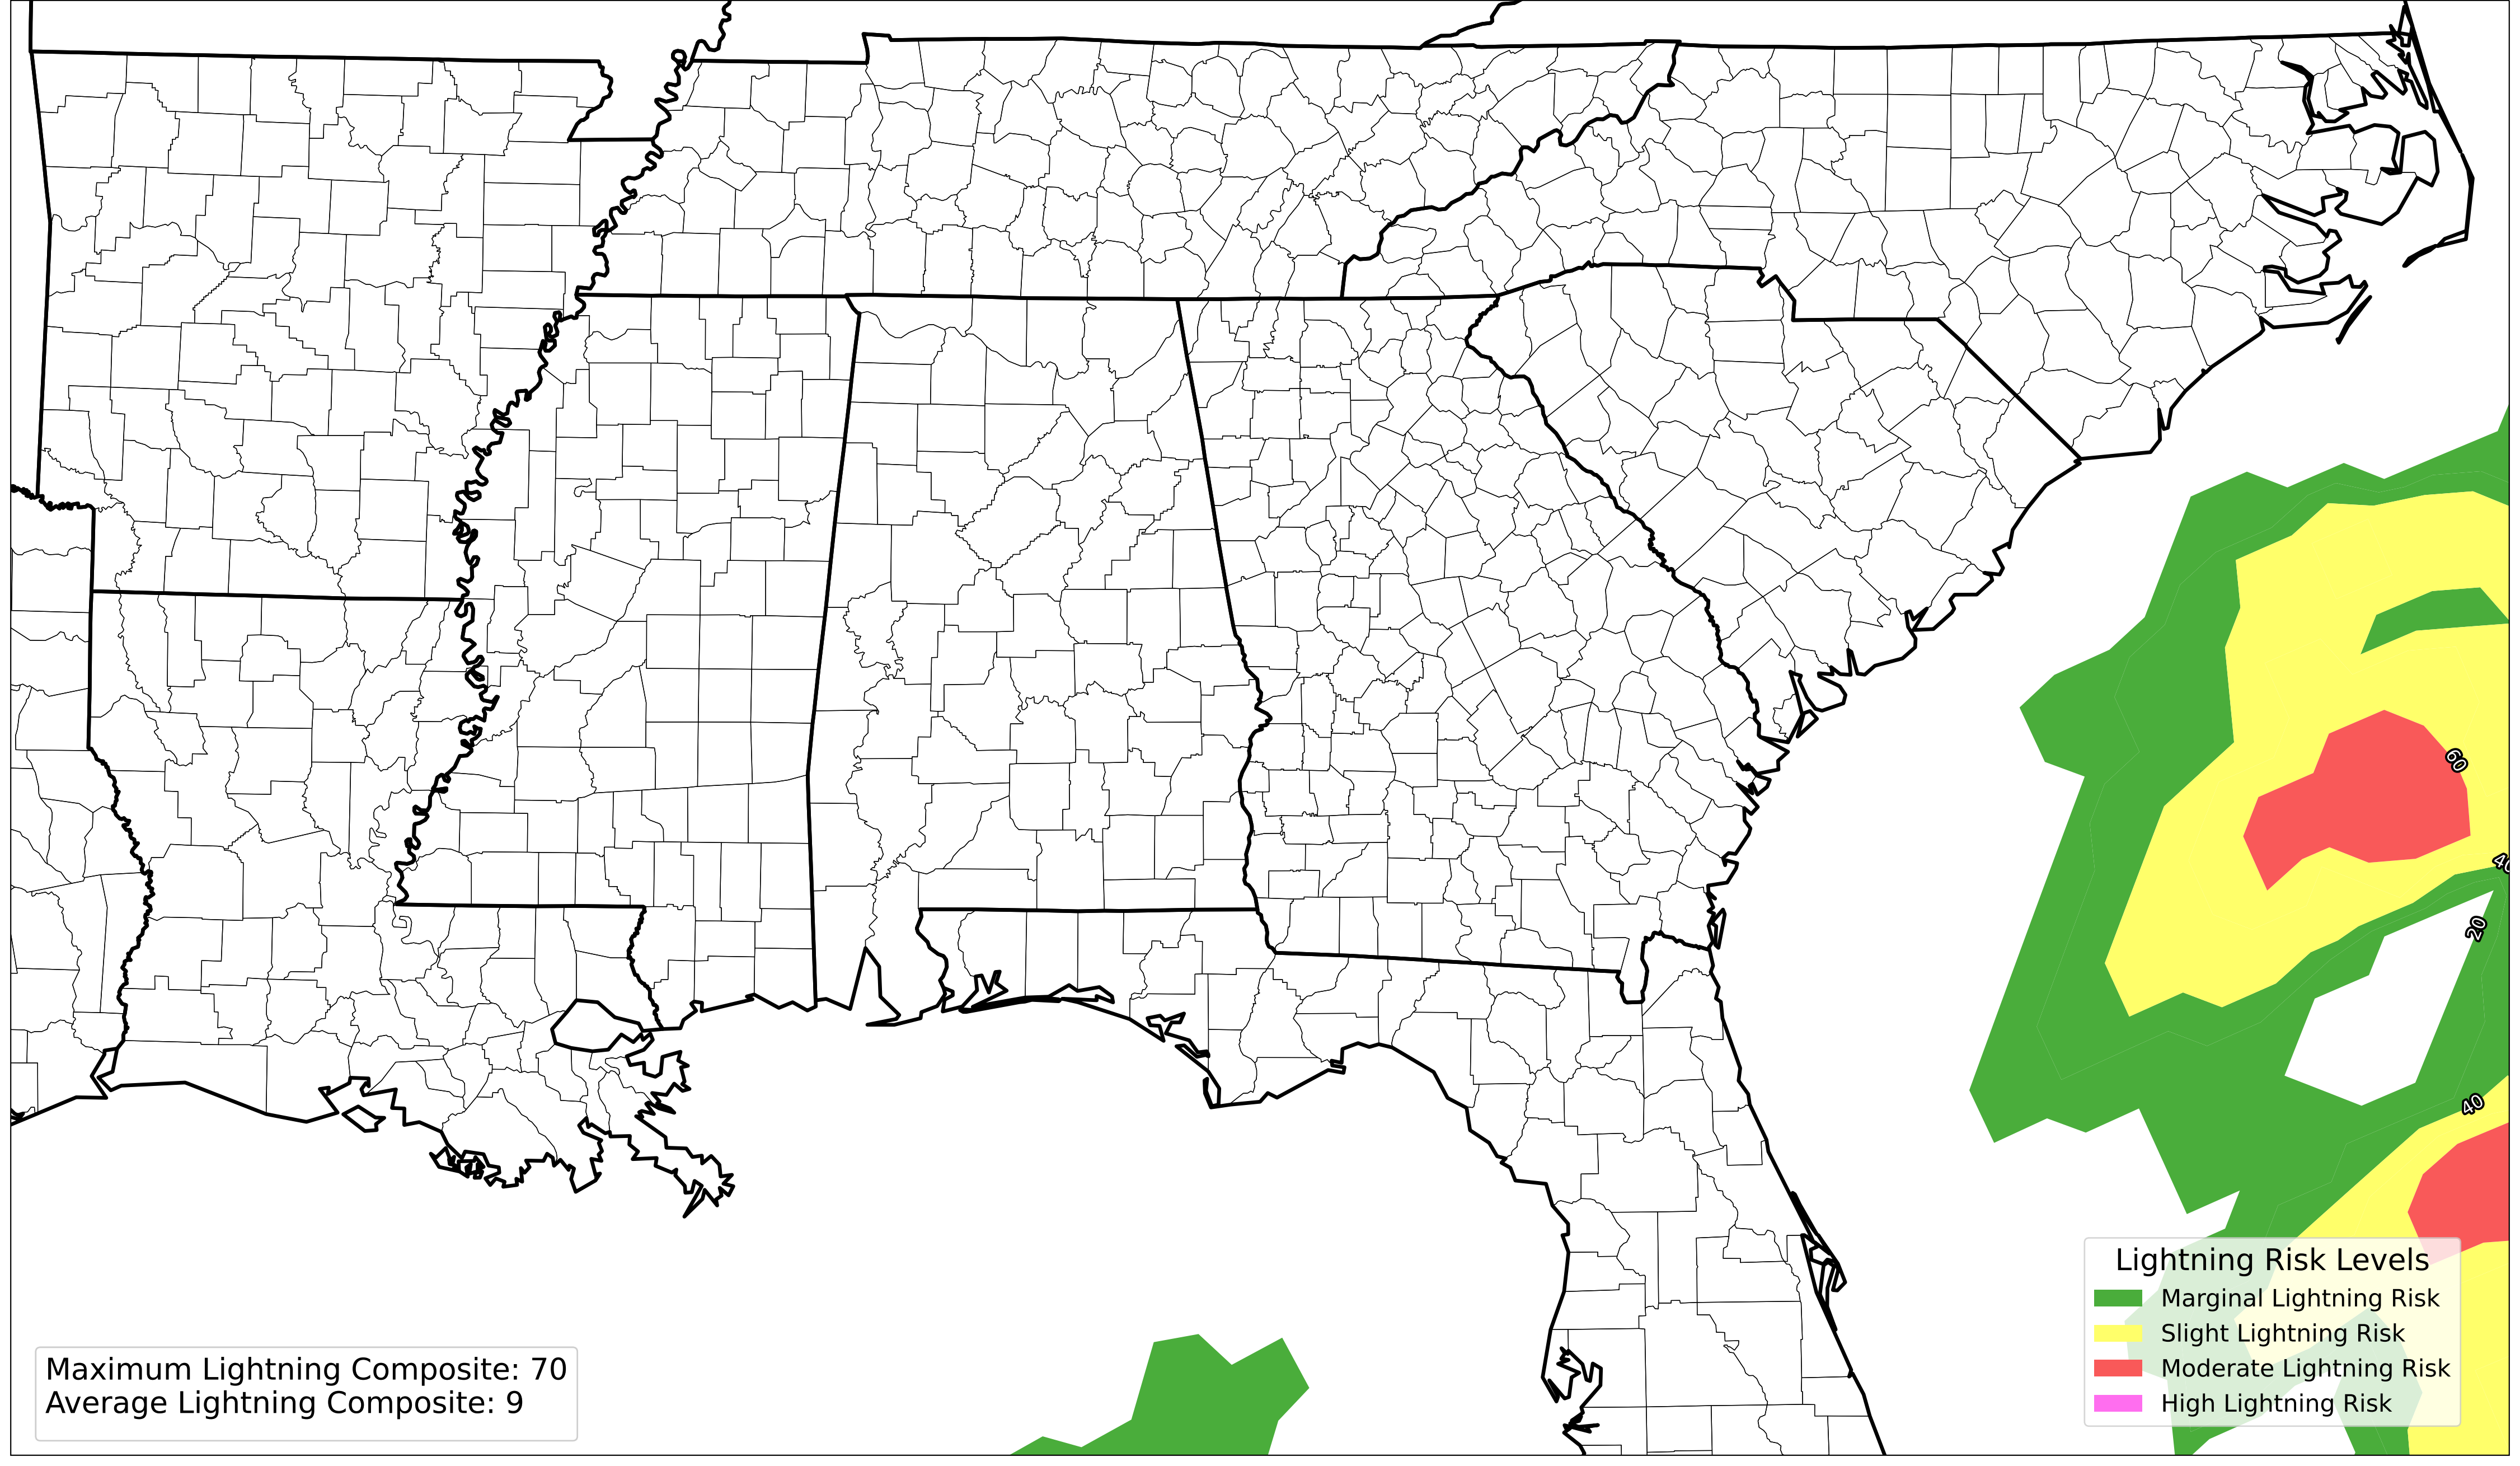 60
40
20
40
Lightning Risk Levels
Marginal Lightning Risk
Slight Lightning Risk
Moderate Lightning Risk
High Lightning Risk
Maximum Lightning Composite: 70
Average Lightning Composite: 9